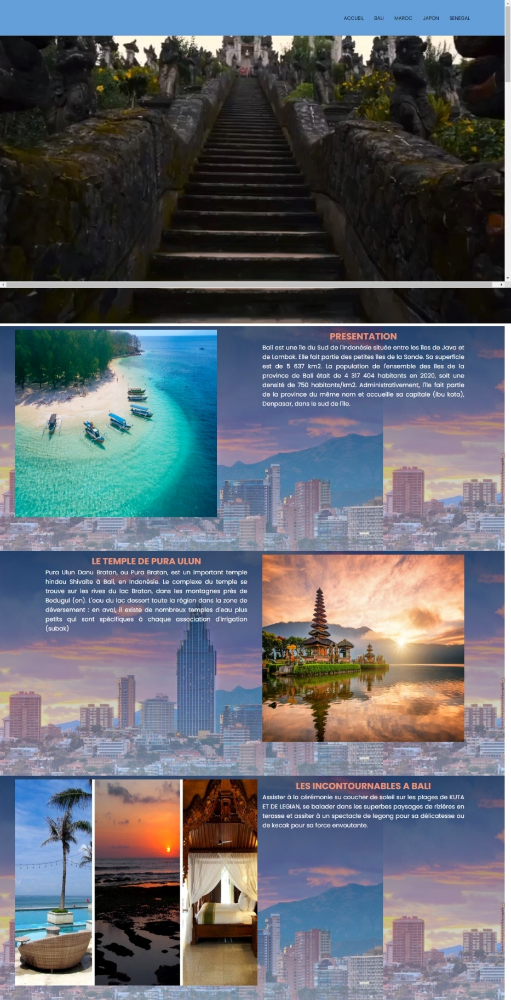 ACCUEIL BALI MAROC JAPON SENEGAL
PRESENTATION
Bali est une île du Sud de l'Indonésie située entre les îles de Java et
de Lombok. Elle fait partie des petites îles de la Sonde. Sa superficie
est de 5 637 km2. La population de l'ensemble des îles de la
province de Bali était de 4 317 404 habitants en 2020, soit une
densité de 750 habitants/km2. Administrativement, l'île fait partie
de la province du même nom et accueille sa capitale (ibu kota),
Denpasar, dans le sud de l'île.
LE TEMPLE DE PURA ULUN
Pura Ulun Danu Bratan, ou Pura Bratan, est un important temple
hindou Shivaïte à Bali, en Indonésie. Le complexe du temple se
trouve sur les rives du lac Bratan, dans les montagnes près de
Bedugul (en). L'eau du lac dessert toute la région dans la zone de
déversement : en aval, il existe de nombreux temples d'eau plus
petits qui sont spécifiques à chaque association d'irrigation
(subak)
LES INCONTOURNABLES A BALI
Assister à la cérémonie su coucher de soleil sur les plages de KUTA
ET DE LEGIAN, se balader dans les superbes paysages de riziéres en
terasse et assiter à un spectacle de legong pour sa délicatesse ou
de kecak pour sa force envoutante.